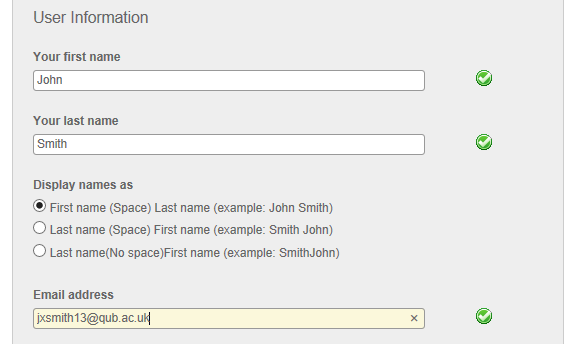 User Information
Your first name
John
Your last name
Smith
Display names as
First name (Space) Last name (example: John Smith)
Last name (Space) First name (example: Smith John)
Last name(No space)First name (example: SmithJohn)
Email address
jxsmith13@qub.ac.uk